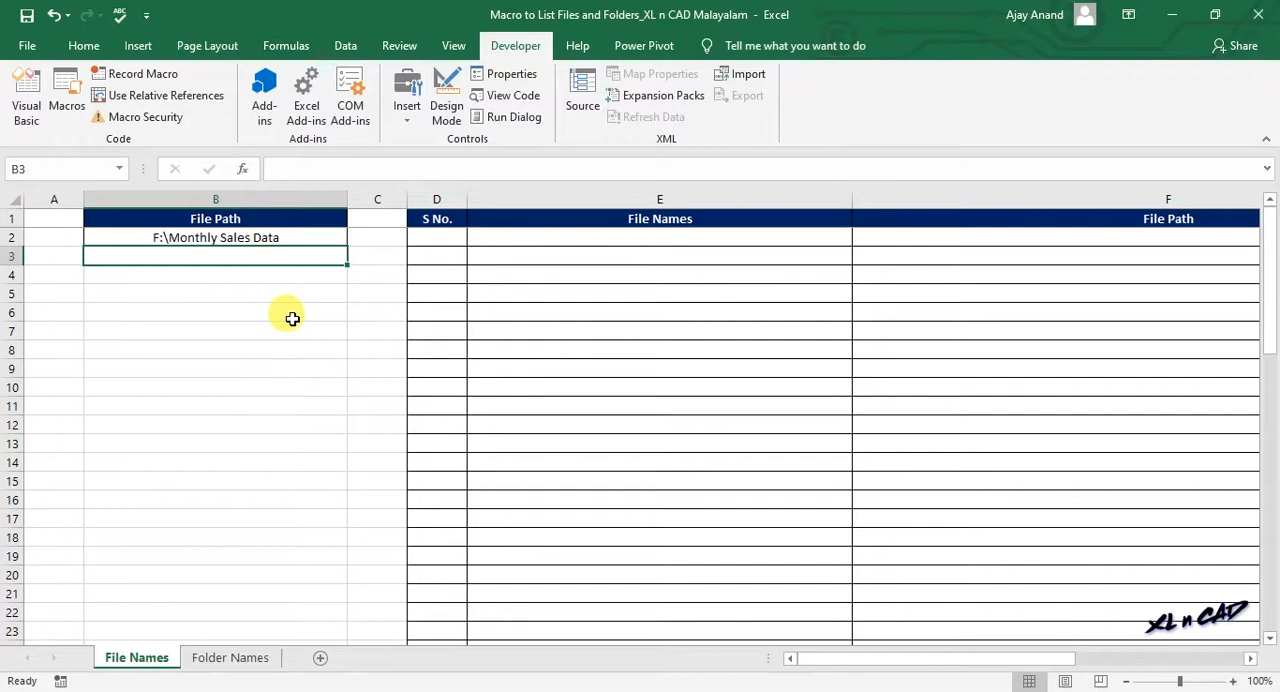 Macro to List Files and Folders_XL n CAD Malayalam - Excel
Ajay Anand
File Home Insert Page Layout Formulas Data Review View Developer Help Power Pivot Tell me what you want to do Share
Visual Basic
Macros
Record Macro
Use Relative References
Macro Security
Code
Add-ins
Excel Add-ins
COM Add-ins
Add-ins
Insert
Design Mode
Properties
View Code
Run Dialog
Controls
Source
Map Properties
Expansion Packs
Refresh Data
Import
Export
XML
B3
fx
A B C D E F
1 File Path S No. File Names File Path
2 F:\Monthly Sales Data
3
4
5
6
7
8
9
10
11
12
13
14
15
16
17
18
19
20
21
22
23
XL n CAD
File Names Folder Names
Ready
100%